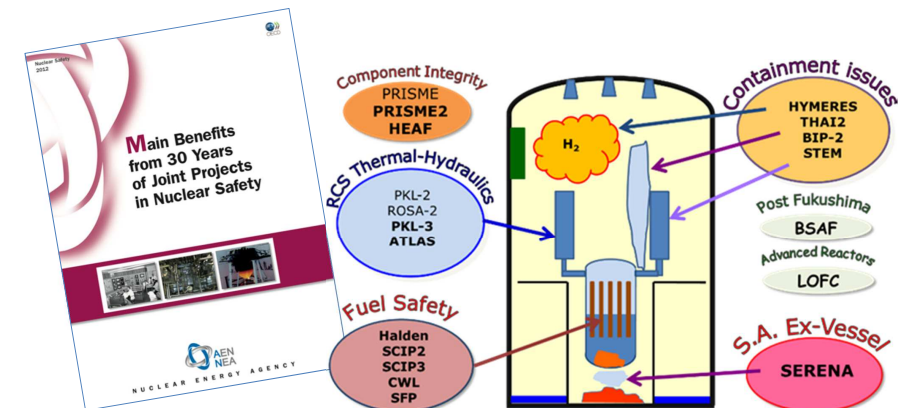 OECD
Nuclear Safety
2012
Main Benefits
from 30 Years
of Joint Projects
in Nuclear Safety
AEN
NEA
NUCLEAR ENERGY AGENCY
Component Integrity
PRISME
PRISME2
HEAF
RCS Thermal-Hydraulics
PKL-2
ROSA-2
PKL-3
ATLAS
Fuel Safety
Halden
SCIP2
SCIP3
CWL
SFP
H2
Containment issues
HYMERES
THAI2
BIP-2
STEM
Post Fukushima
BSAF
Advanced Reactors
LOFC
S.A. Ex-Vessel
SERENA